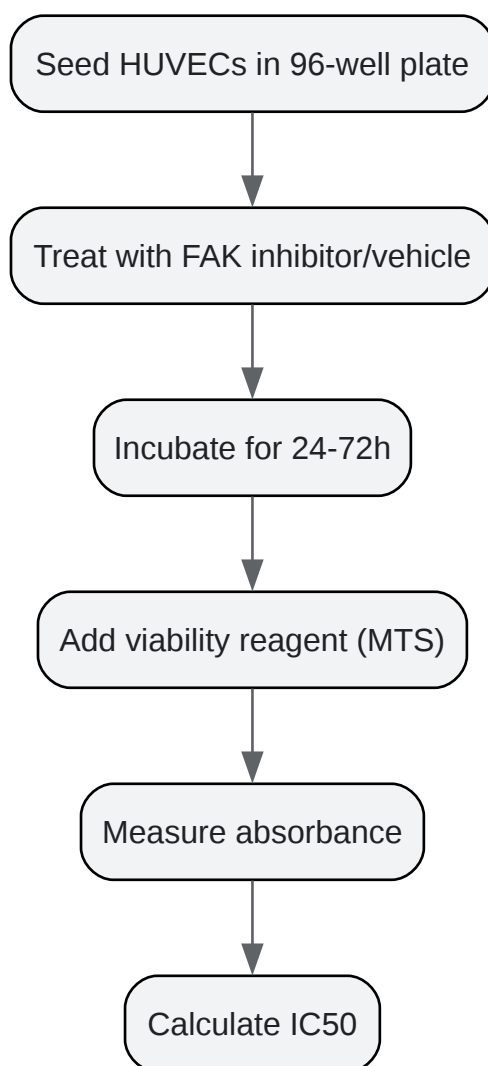 Seed HUVECs in 96-well plate
Treat with FAK inhibitor/vehicle
Incubate for 24-72h
Add viability reagent (MTS)
Measure absorbance
Calculate IC50